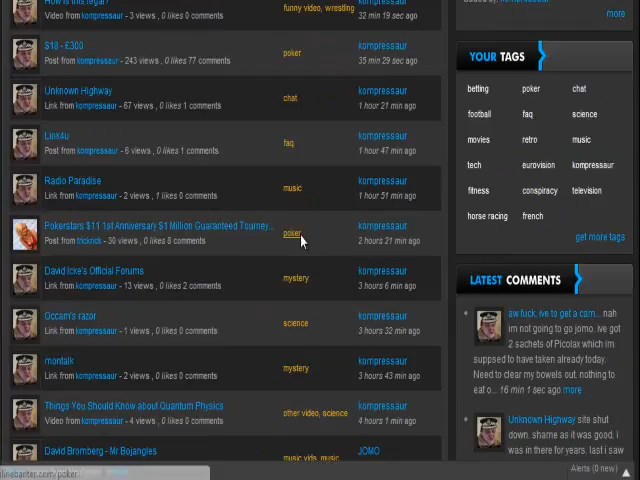 How is this legal?
Video from kompressaur - 3 views , 0 likes 0 comments
funny video, wrestling
kompressaur
32 min 19 sec ago
$18 - £300
Post from kompressaur - 243 views , 0 likes 77 comments
poker
kompressaur
35 min 29 sec ago
Unknown Highway
Link from kompressaur - 67 views , 0 likes 1 comments
chat
kompressaur
1 hour 21 min ago
Link4u
Post from kompressaur - 6 views , 0 likes 1 comments
faq
kompressaur
1 hour 47 min ago
Radio Paradise
Link from kompressaur - 2 views , 1 likes 0 comments
music
kompressaur
1 hour 51 min ago
Pokerstars $11 1st Anniversary $1 Million Guaranteed Tourney...
Post from tricknick - 30 views , 0 likes 8 comments
poker
kompressaur
2 hours 21 min ago
David Icke's Official Forums
Link from kompressaur - 13 views , 0 likes 2 comments
mystery
kompressaur
3 hours 6 min ago
Occam's razor
Link from kompressaur - 1 views , 0 likes 0 comments
science
kompressaur
3 hours 32 min ago
montalk
Link from kompressaur - 2 views , 0 likes 0 comments
mystery
kompressaur
3 hours 43 min ago
Things You Should Know about Quantum Physics
Video from kompressaur - 4 views , 0 likes 0 comments
other video, science
kompressaur
4 hours 1 min ago
David Bromberg - Mr Bojangles
music vids, music
JOMO
kompressaur
more
YOUR TAGS
betting poker chat
football faq science
movies retro music
tech eurovision kompressaur
fitness conspiracy television
horse racing french
get more tags
LATEST COMMENTS
aw fuck, ive to get a cam... nah
im not going to go jomo, ive got
2 sachets of Picolax which im
suppsed to have taken already today.
Need to clear my bowels out. nothing to
eat o... 16 min 1 sec ago more
Unknown Highway site shut
down. shame as it was good, i
was in there for years. last i saw
linebanter.com/poker
Alerts (0 new)